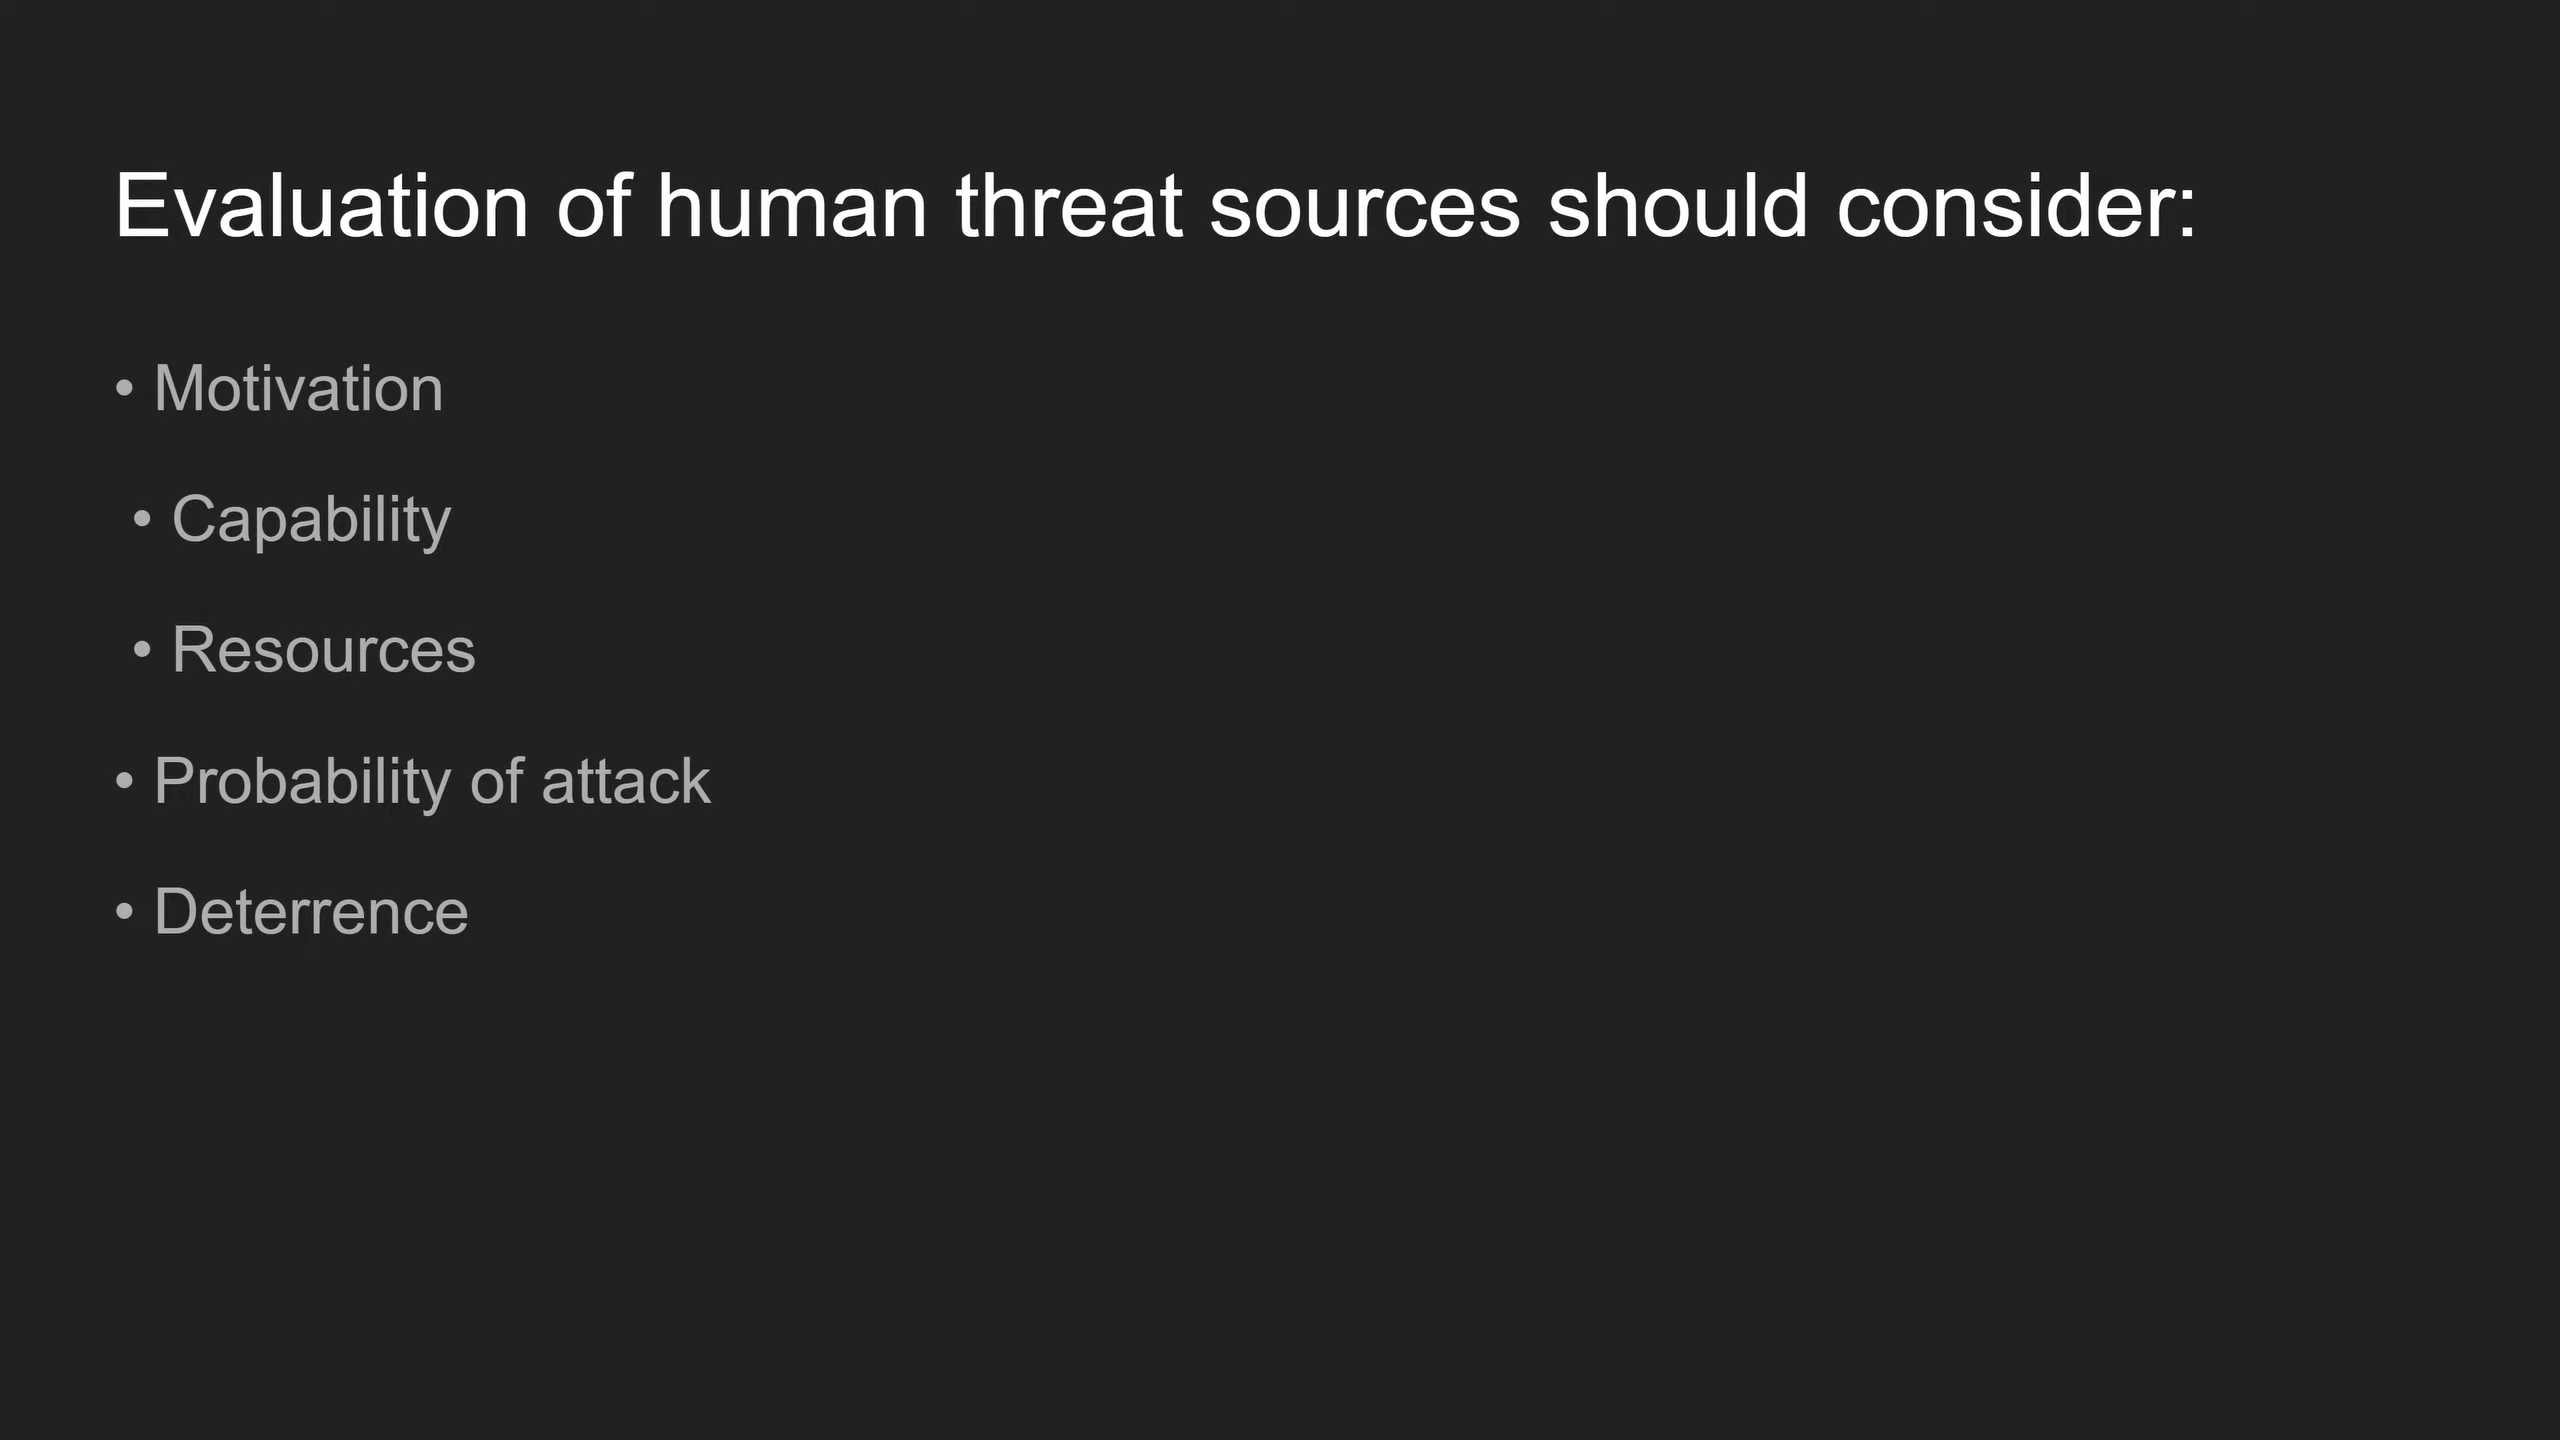 Evaluation of human threat sources should consider:
• Motivation
• Capability
• Resources
• Probability of attack
• Deterrence